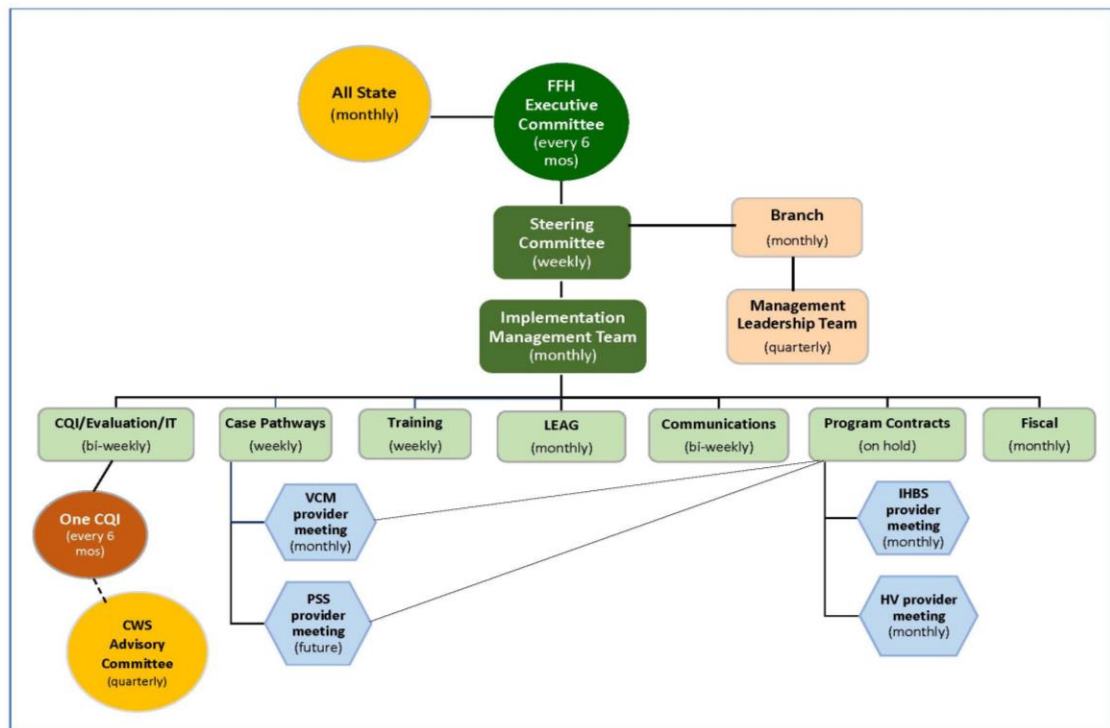 All State
(monthly)
FFH
Executive
Committee
(every 6
mos)
Steering
Committee
(weekly)
Branch
(monthly)
Implementation
Management Team
(monthly)
Management
Leadership Team
(quarterly)
CQI/Evaluation/IT
(bi-weekly)
Case Pathways
(weekly)
Training
(weekly)
LEAG
(monthly)
Communications
(bi-weekly)
Program Contracts
(on hold)
Fiscal
(monthly)
One CQI
(every 6
mos)
VCM
provider
meeting
(monthly)
IHBS
provider
meeting
(monthly)
CWS
Advisory
Committee
(quarterly)
PSS
provider
meeting
(future)
HV provider
meeting
(monthly)